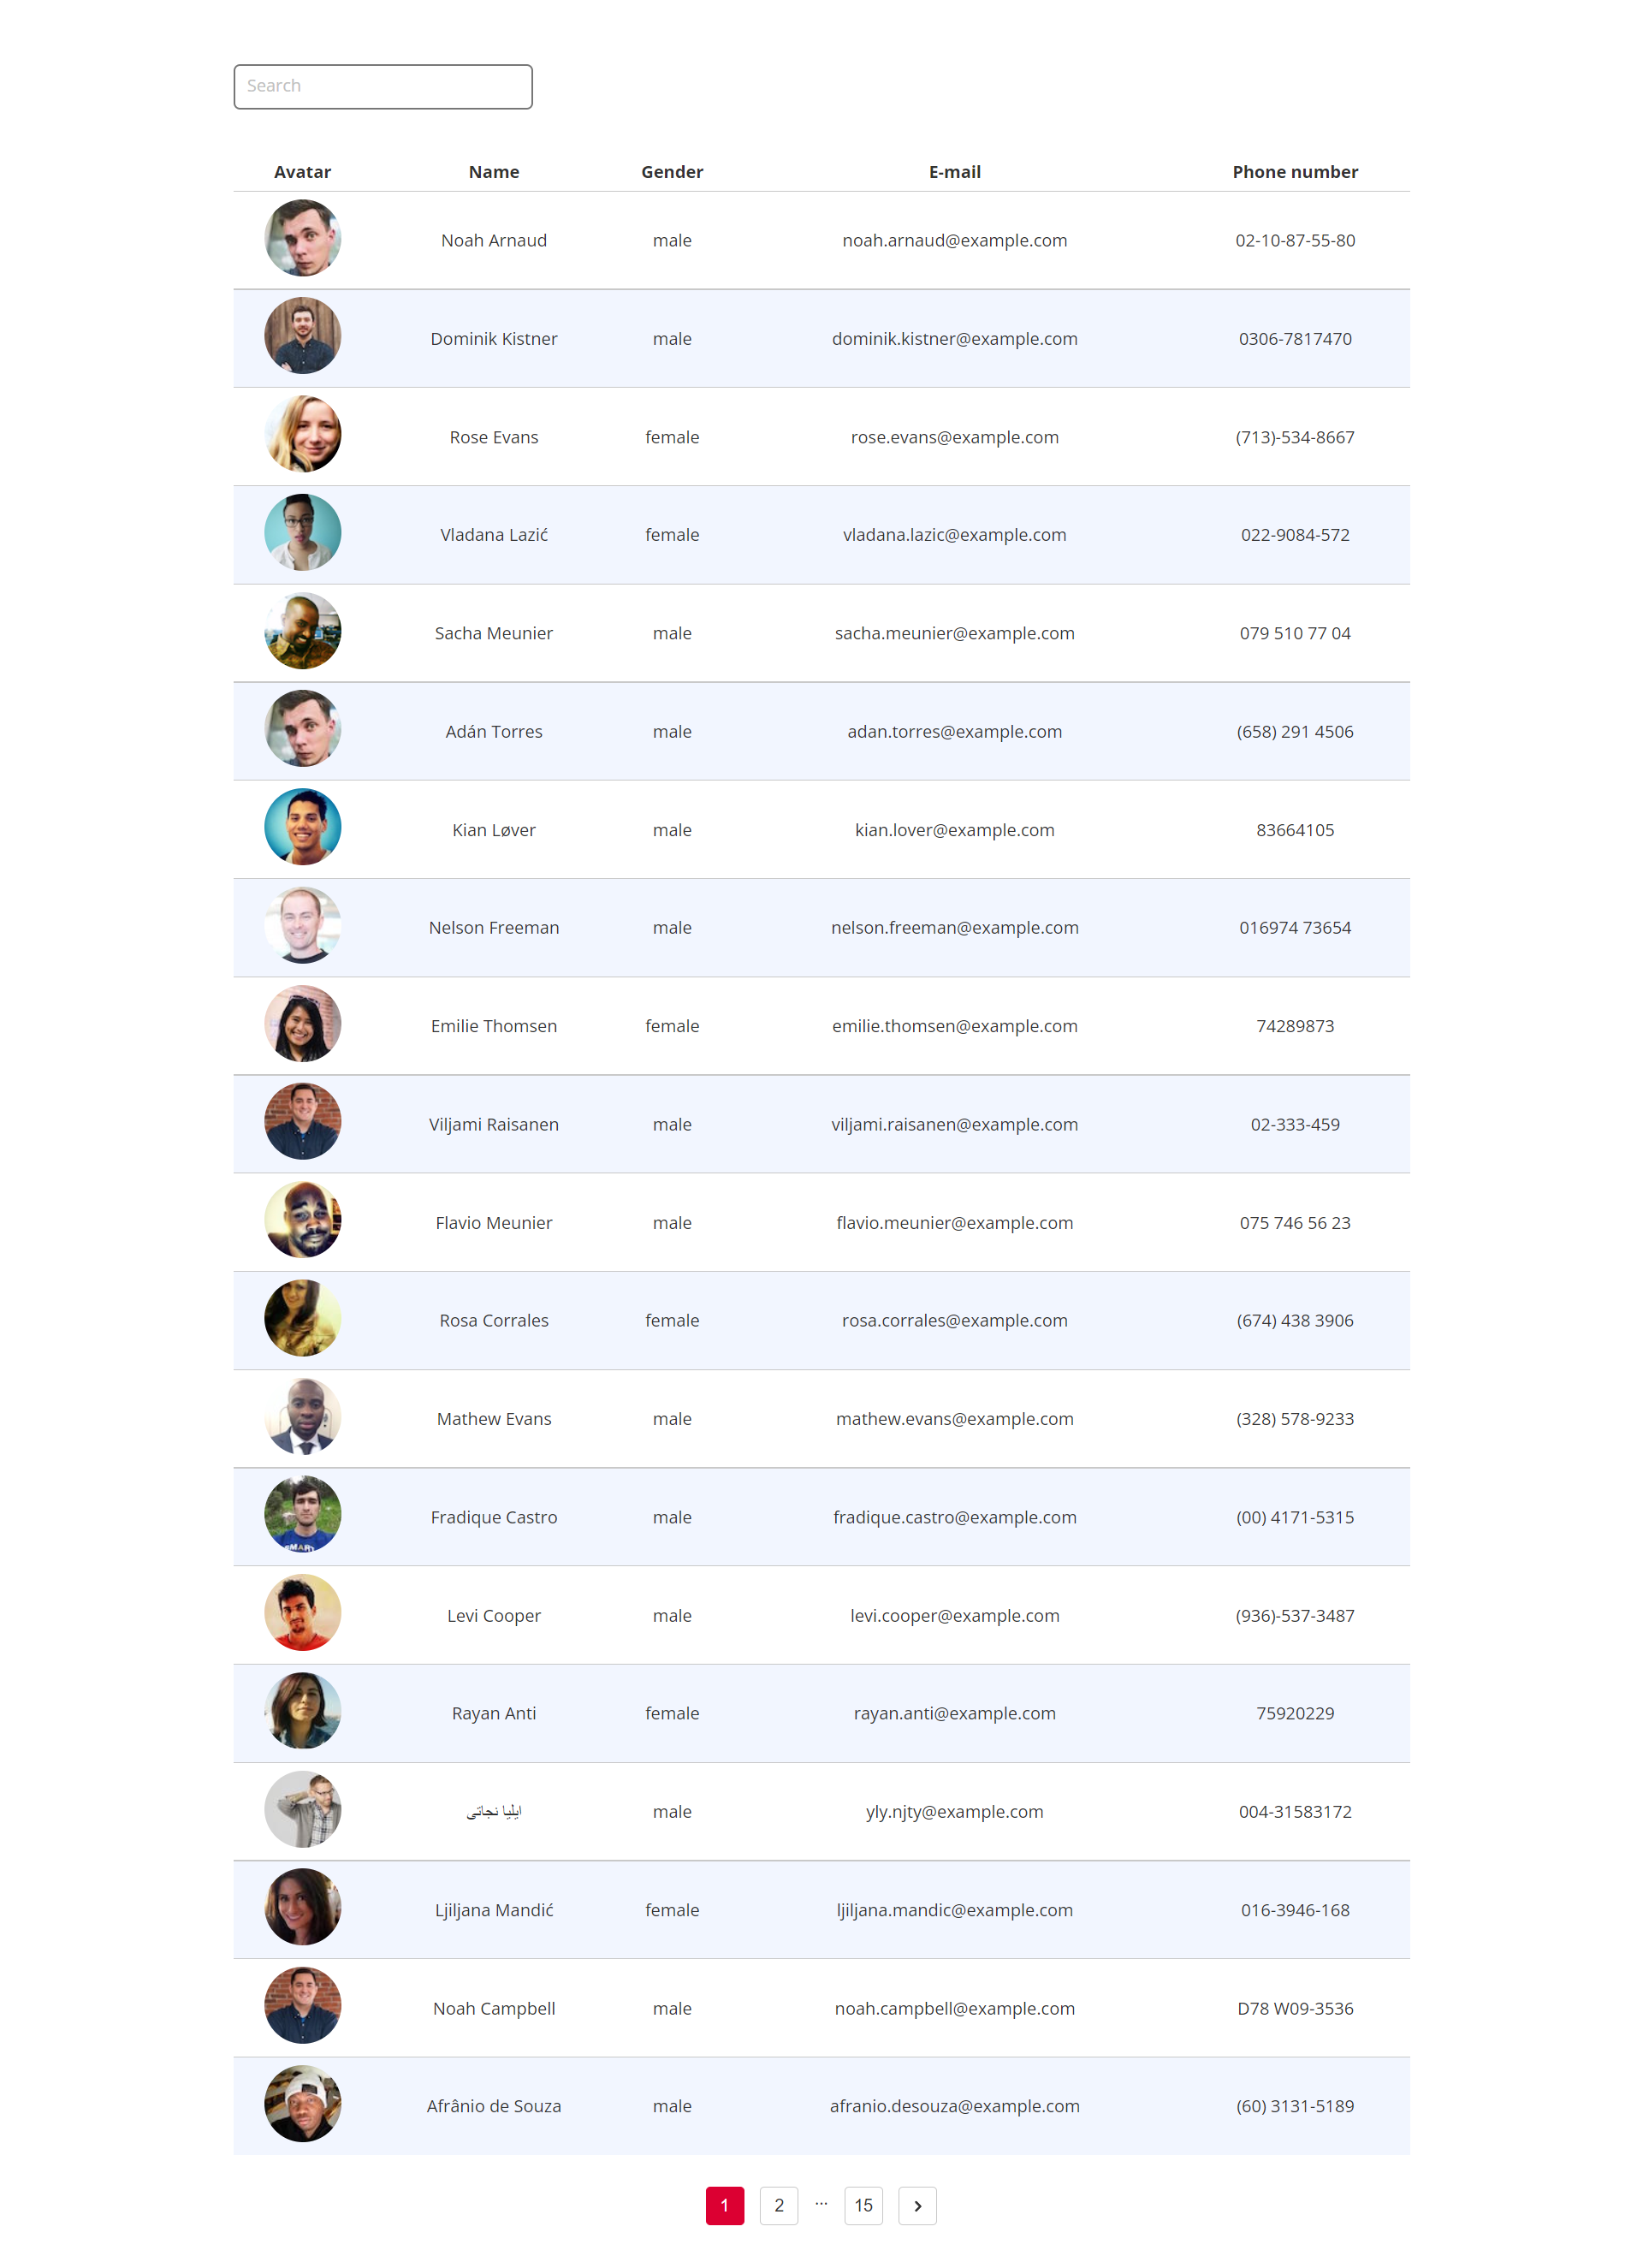 Search
Avatar Name Gender E-mail Phone number
Noah Arnaud male noah.arnaud@example.com 02-10-87-55-80
Dominik Kistner male dominik.kistner@example.com 0306-7817470
Rose Evans female rose.evans@example.com (713)-534-8667
Vladana Lazić female vladana.lazic@example.com 022-9084-572
Sacha Meunier male sacha.meunier@example.com 079 510 77 04
Adán Torres male adan.torres@example.com (658) 291 4506
Kian Løver male kian.lover@example.com 83664105
Nelson Freeman male nelson.freeman@example.com 016974 73654
Emilie Thomsen female emilie.thomsen@example.com 74289873
Viljami Raisanen male viljami.raisanen@example.com 02-333-459
Flavio Meunier male flavio.meunier@example.com 075 746 56 23
Rosa Corrales female rosa.corrales@example.com (674) 438 3906
Mathew Evans male mathew.evans@example.com (328) 578-9233
Fradique Castro male fradique.castro@example.com (00) 4171-5315
Levi Cooper male levi.cooper@example.com (936)-537-3487
Rayan Anti female rayan.anti@example.com 75920229
ایلیا نجاتی male yly.njty@example.com 004-31583172
Ljiljana Mandić female ljiljana.mandic@example.com 016-3946-168
Noah Campbell male noah.campbell@example.com D78 W09-3536
Afrânio de Souza male afranio.desouza@example.com (60) 3131-5189
1 2 ... 15 >